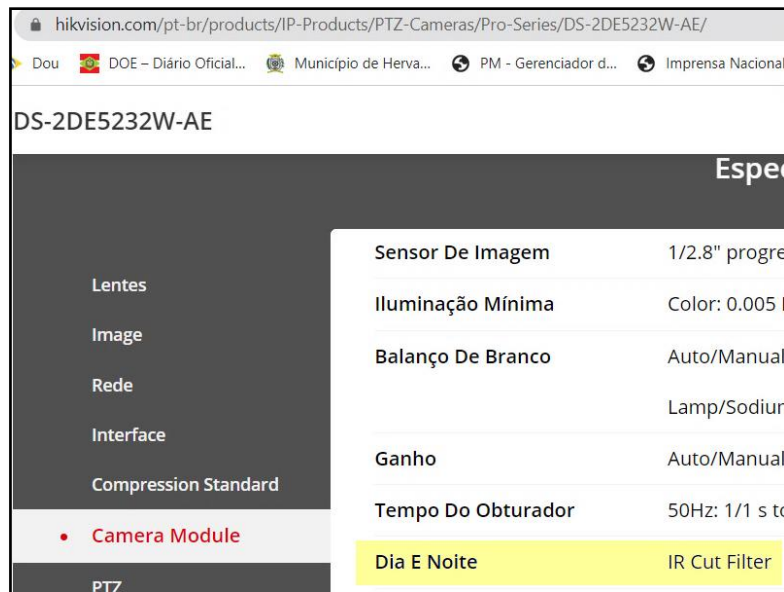 hikvision.com/pt-br/products/IP-Products/PTZ-Cameras/Pro-Series/DS-2DE5232W-AE/
Dou DOE – Diário Oficial... Município de Herva... PM - Gerenciador d... Imprensa Nacional
DS-2DE5232W-AE
Espe
Sensor De Imagem 1/2.8" progre
Lentes
Iluminação Mínima Color: 0.005
Image
Balanço De Branco Auto/Manual
Rede
Lamp/Sodiu
Interface
Ganho Auto/Manual
Compression Standard
Tempo Do Obturador 50Hz: 1/1 s to
Camera Module
Dia E Noite IR Cut Filter
PTZ